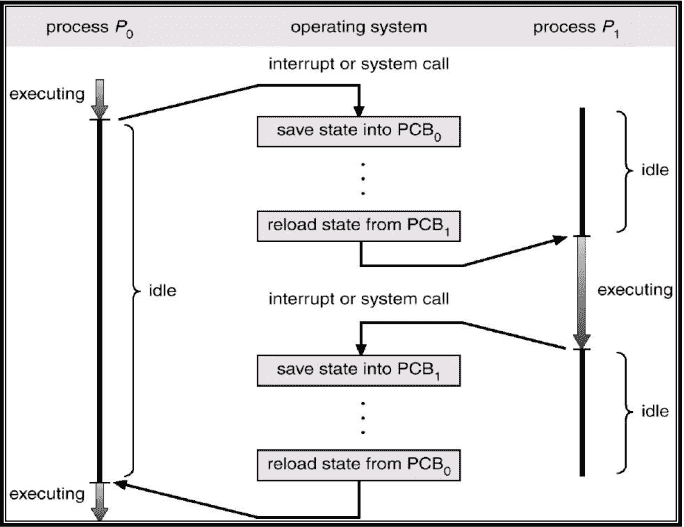 process P0 operating system process P1
interrupt or system call
executing
save state into PCB0
idle
reload state from PCB1
idle
executing
interrupt or system call
save state into PCB1
idle
reload state from PCB0
executing